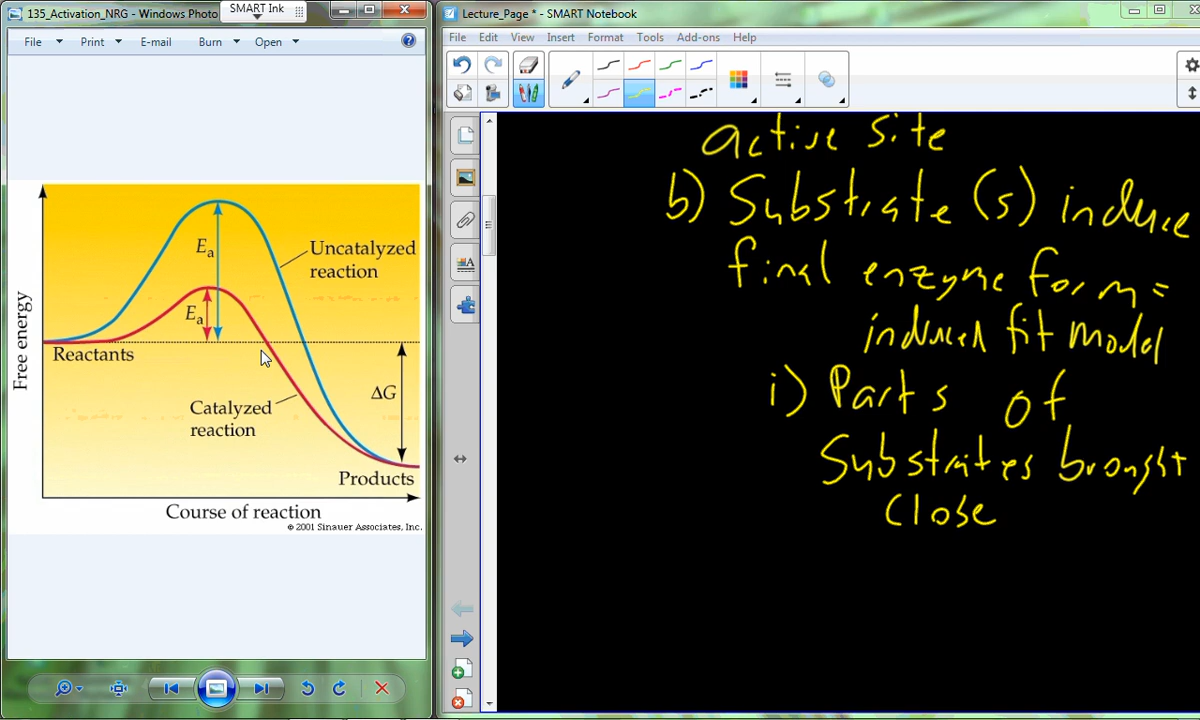 135_Activation_NRG - Windows Photo
SMART Ink
File Print E-mail Burn Open
Free energy
Ea
Uncatalyzed
reaction
Ea
Reactants
ΔG
Catalyzed
reaction
Products
Course of reaction
© 2001 Sinauer Associates, Inc.
Lecture_Page * - SMART Notebook
File Edit View Insert Format Tools Add-ons Help
active site
b) Substrate (s) induce
final enzyme form =
induced fit model
i) Parts of
Substrates brought
close